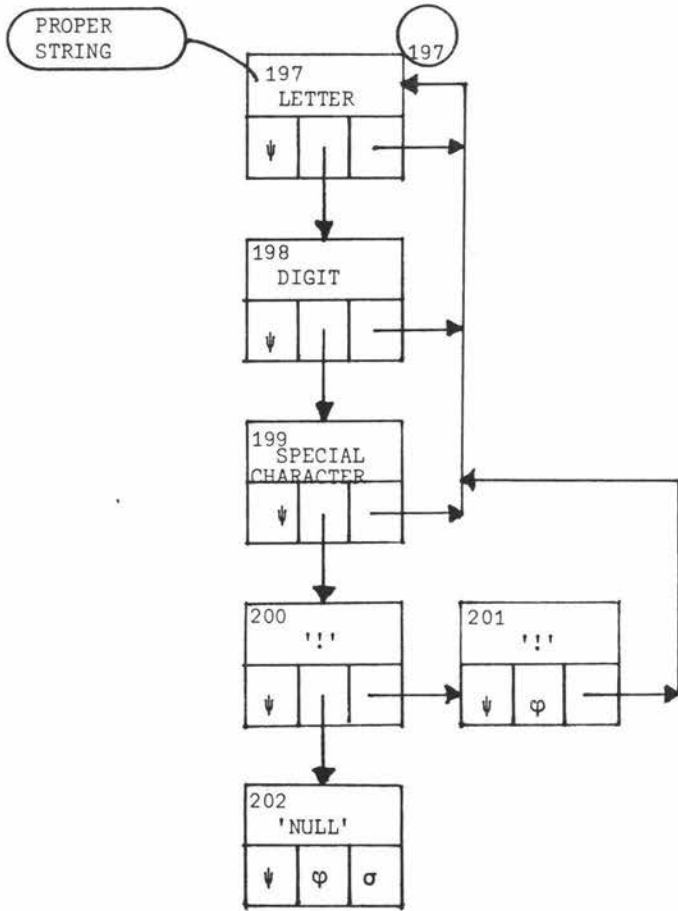 PROPER
STRING
197
197
LETTER
ψ
198
DIGIT
ψ
199
SPECIAL
CHARACTER
ψ
200
'!'
ψ
201
'!'
ψ φ
202
'NULL'
ψ φ σ